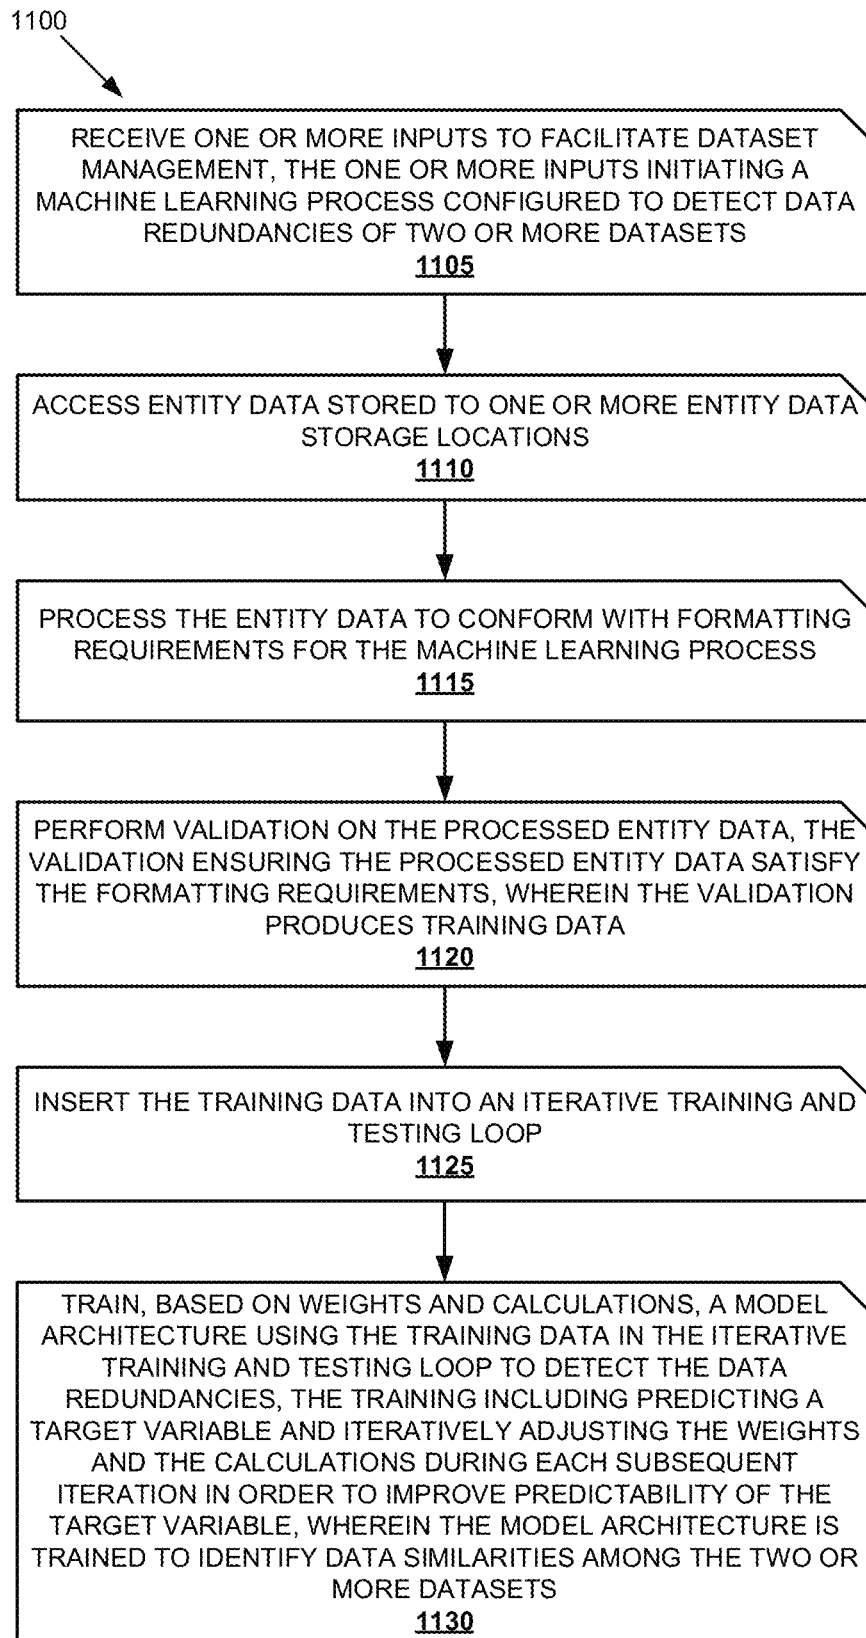 1100
RECEIVE ONE OR MORE INPUTS TO FACILITATE DATASET
MANAGEMENT, THE ONE OR MORE INPUTS INITIATING A
MACHINE LEARNING PROCESS CONFIGURED TO DETECT DATA
REDUNDANCIES OF TWO OR MORE DATASETS
1105
ACCESS ENTITY DATA STORED TO ONE OR MORE ENTITY DATA
STORAGE LOCATIONS
1110
PROCESS THE ENTITY DATA TO CONFORM WITH FORMATTING
REQUIREMENTS FOR THE MACHINE LEARNING PROCESS
1115
PERFORM VALIDATION ON THE PROCESSED ENTITY DATA, THE
VALIDATION ENSURING THE PROCESSED ENTITY DATA SATISFY
THE FORMATTING REQUIREMENTS, WHEREIN THE VALIDATION
PRODUCES TRAINING DATA
1120
INSERT THE TRAINING DATA INTO AN ITERATIVE TRAINING AND
TESTING LOOP
1125
TRAIN, BASED ON WEIGHTS AND CALCULATIONS, A MODEL
ARCHITECTURE USING THE TRAINING DATA IN THE ITERATIVE
TRAINING AND TESTING LOOP TO DETECT THE DATA
REDUNDANCIES, THE TRAINING INCLUDING PREDICTING A
TARGET VARIABLE AND ITERATIVELY ADJUSTING THE WEIGHTS
AND THE CALCULATIONS DURING EACH SUBSEQUENT
ITERATION IN ORDER TO IMPROVE PREDICTABILITY OF THE
TARGET VARIABLE, WHEREIN THE MODEL ARCHITECTURE IS
TRAINED TO IDENTIFY DATA SIMILARITIES AMONG THE TWO OR
MORE DATASETS
1130